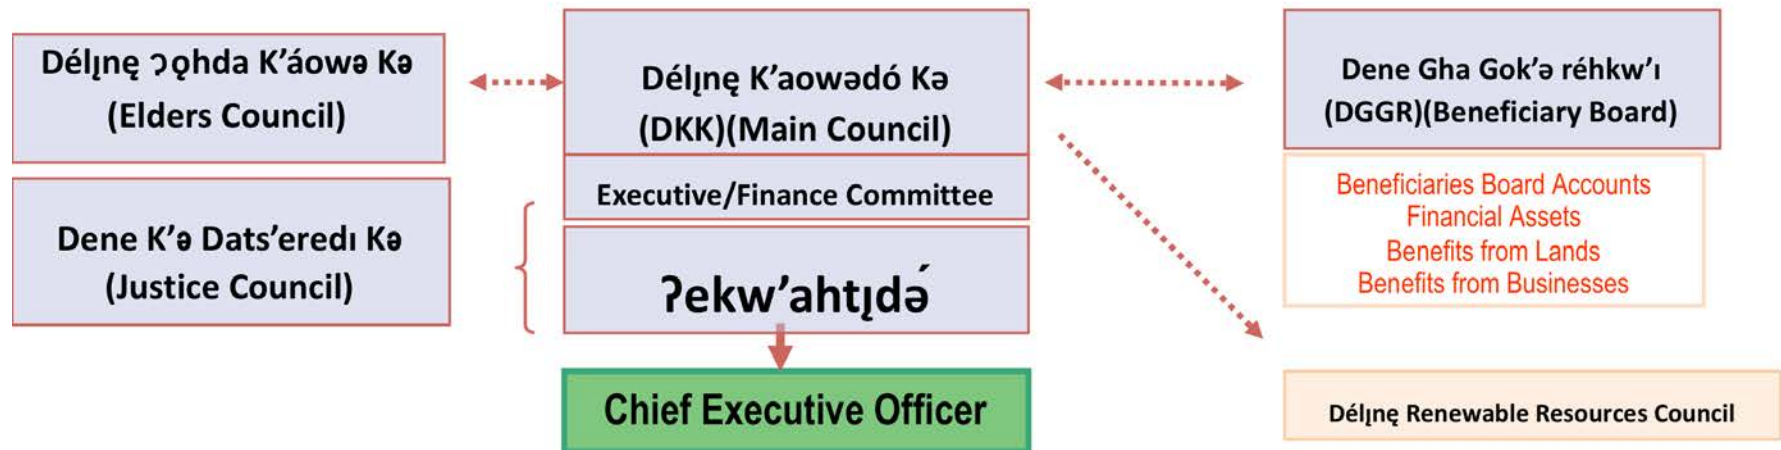 Délı̨nę ɂǫhda K’áowə Kə
(Elders Council)
Dene K’ə Dats’eredı Kə
(Justice Council)
Délı̨nę K’aowədó Kə
(DKK)(Main Council)
Executive/Finance Committee
Ɂekw’ahtı̨də́
Chief Executive Officer
Dene Gha Gok’ə réhkw’ı
(DGGR)(Beneficiary Board)
Beneficiaries Board Accounts
Financial Assets
Benefits from Lands
Benefits from Businesses
Délı̨nę Renewable Resources Council